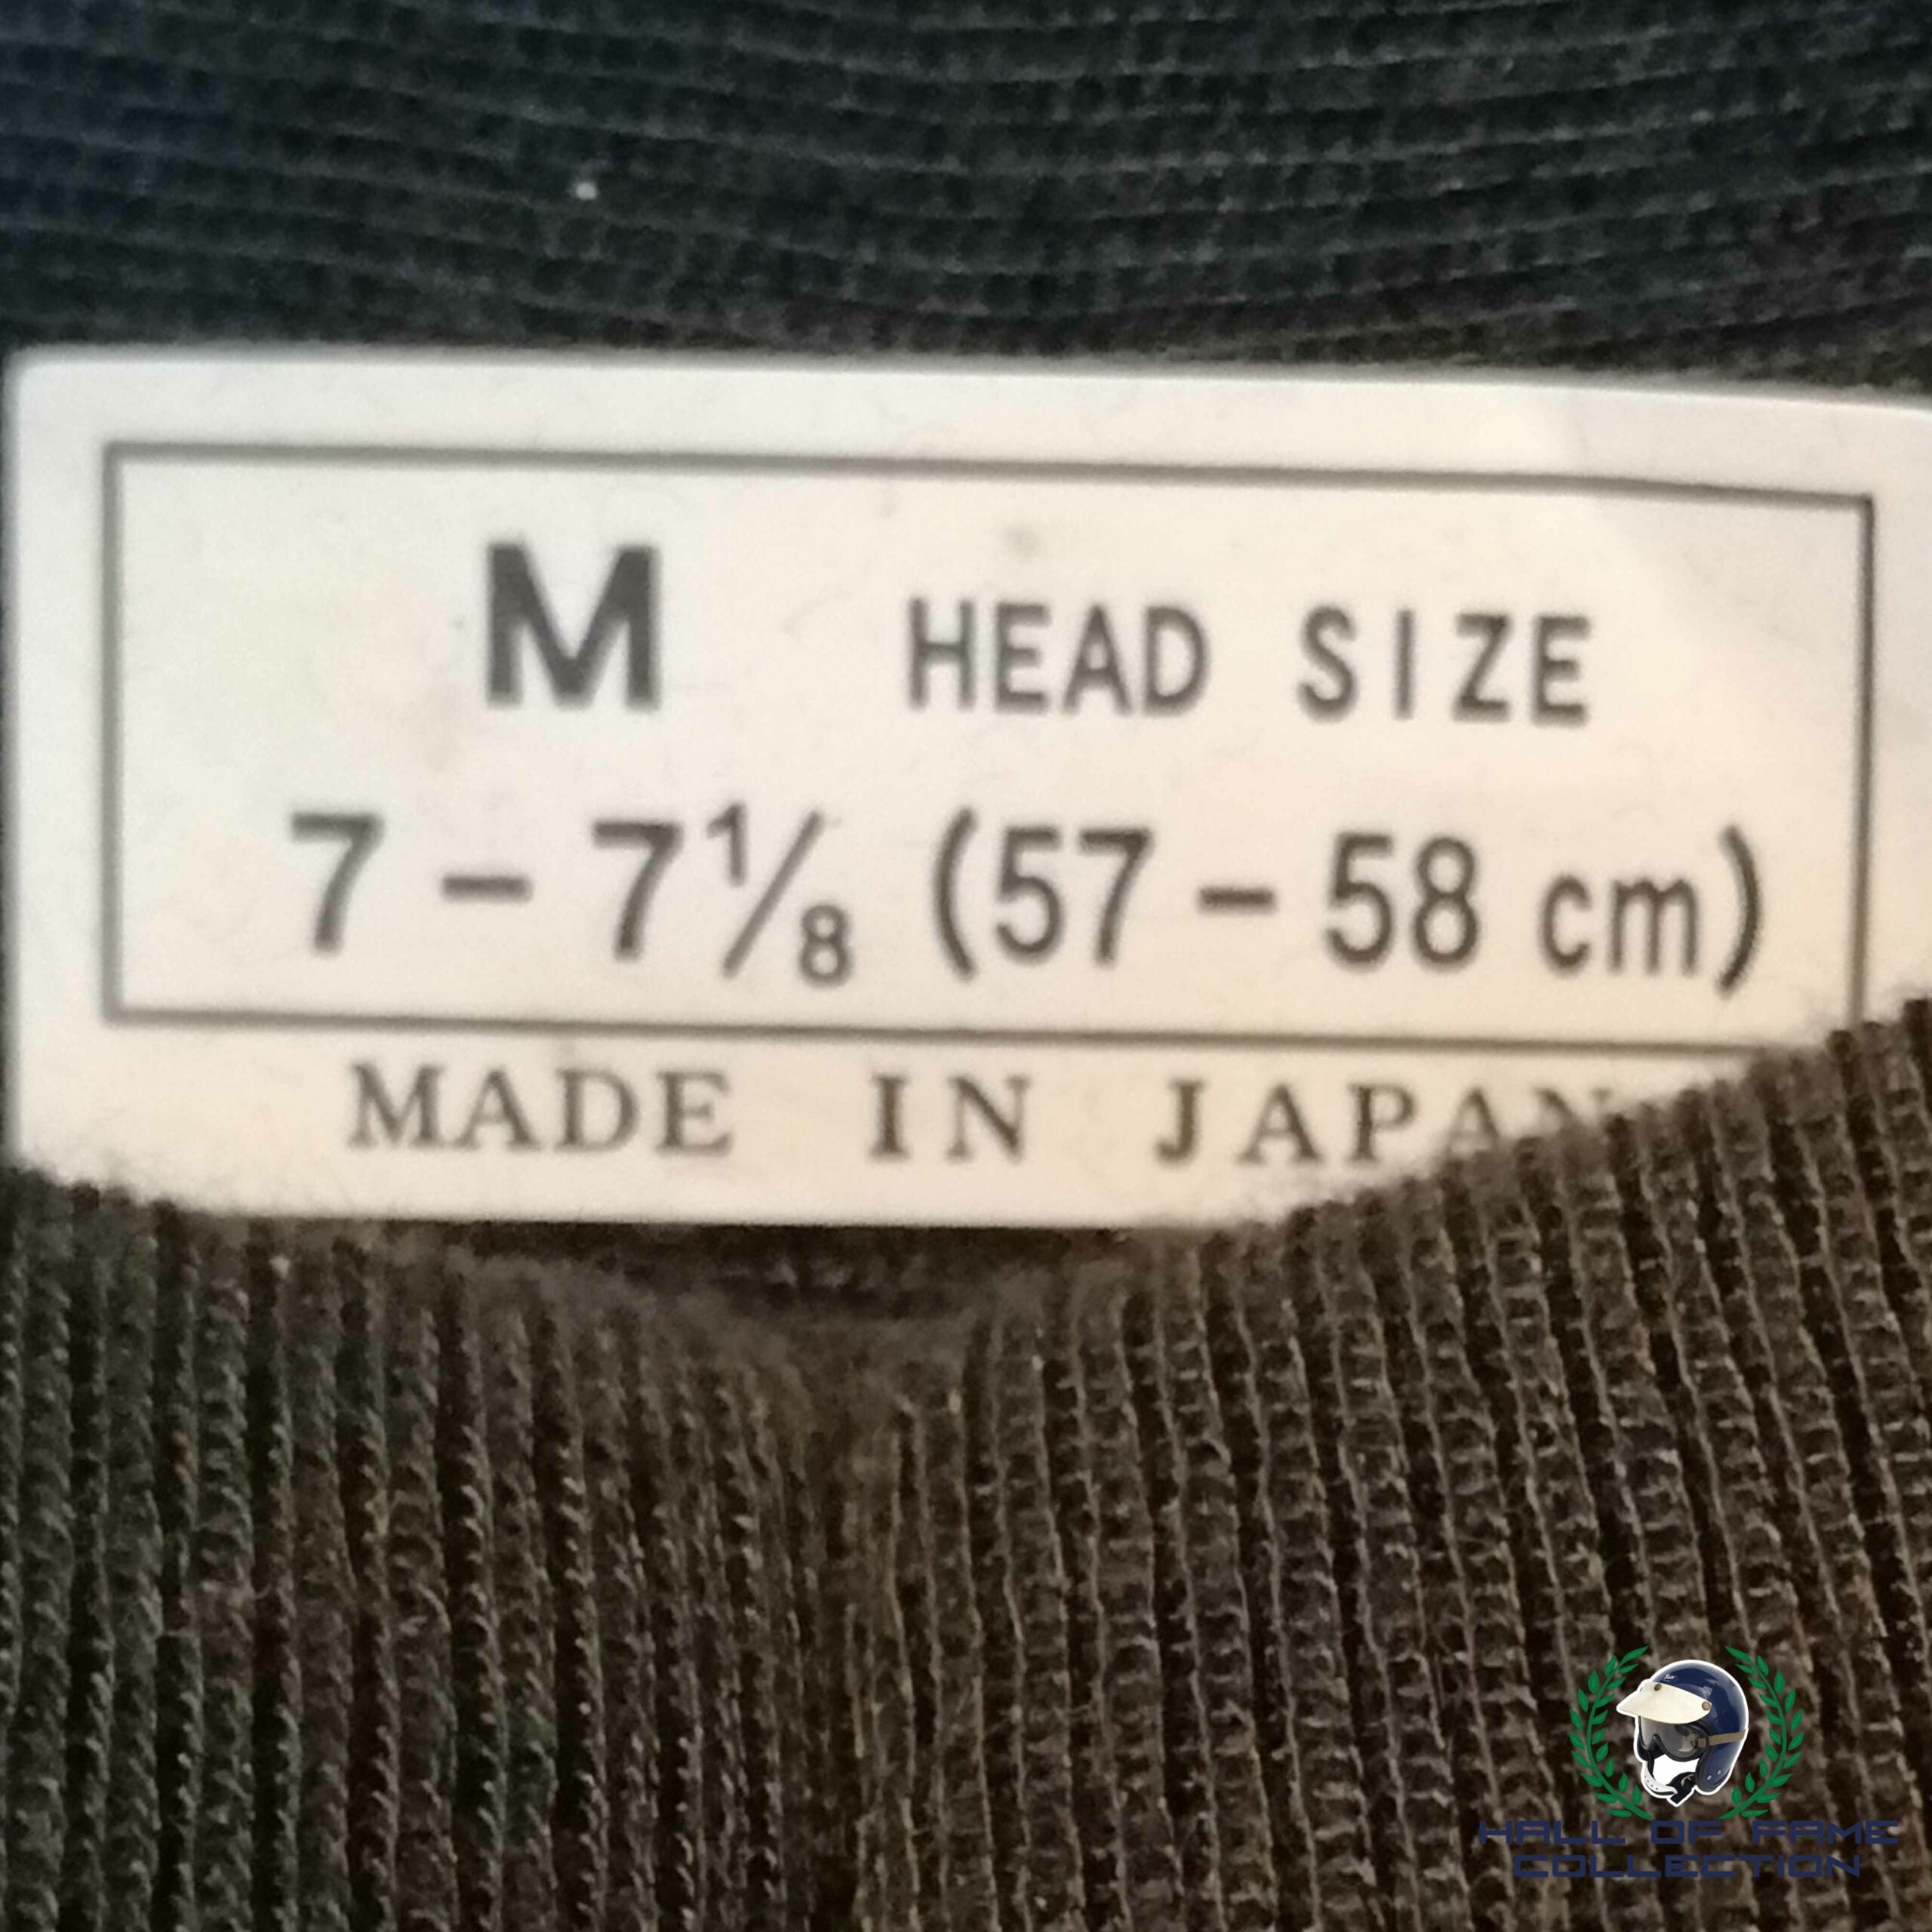 M HEAD SIZE
7 – 7⅛ (57 – 58 cm)
MADE IN JAPAN
HALL OF FAME
COLLECTION